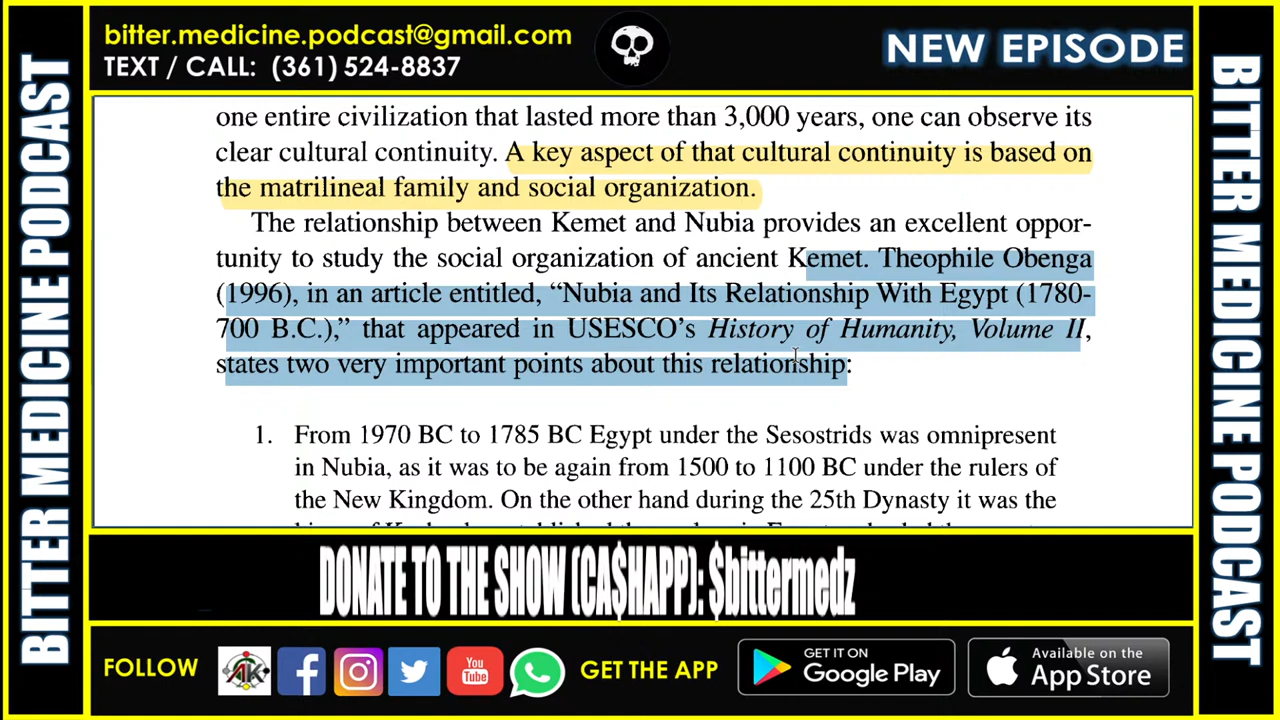 bitter.medicine.podcast@gmail.com
TEXT / CALL: (361) 524-8837
NEW EPISODE
BITTER MEDICINE PODCAST
one entire civilization that lasted more than 3,000 years, one can observe its
clear cultural continuity. A key aspect of that cultural continuity is based on
the matrilineal family and social organization.
The relationship between Kemet and Nubia provides an excellent oppor-
tunity to study the social organization of ancient Kemet. Theophile Obenga
(1996), in an article entitled, “Nubia and Its Relationship With Egypt (1780-
700 B.C.),” that appeared in USESCO’s History of Humanity, Volume II,
states two very important points about this relationship:
1. From 1970 BC to 1785 BC Egypt under the Sesostrids was omnipresent
in Nubia, as it was to be again from 1500 to 1100 BC under the rulers of
the New Kingdom. On the other hand during the 25th Dynasty it was the
BITTER MEDICINE PODCAST
DONATE TO THE SHOW (CA$HAPP): $bittermedz
FOLLOW
ATK
You
Tube
GET THE APP
GET IT ON
Google Play
Available on the
App Store